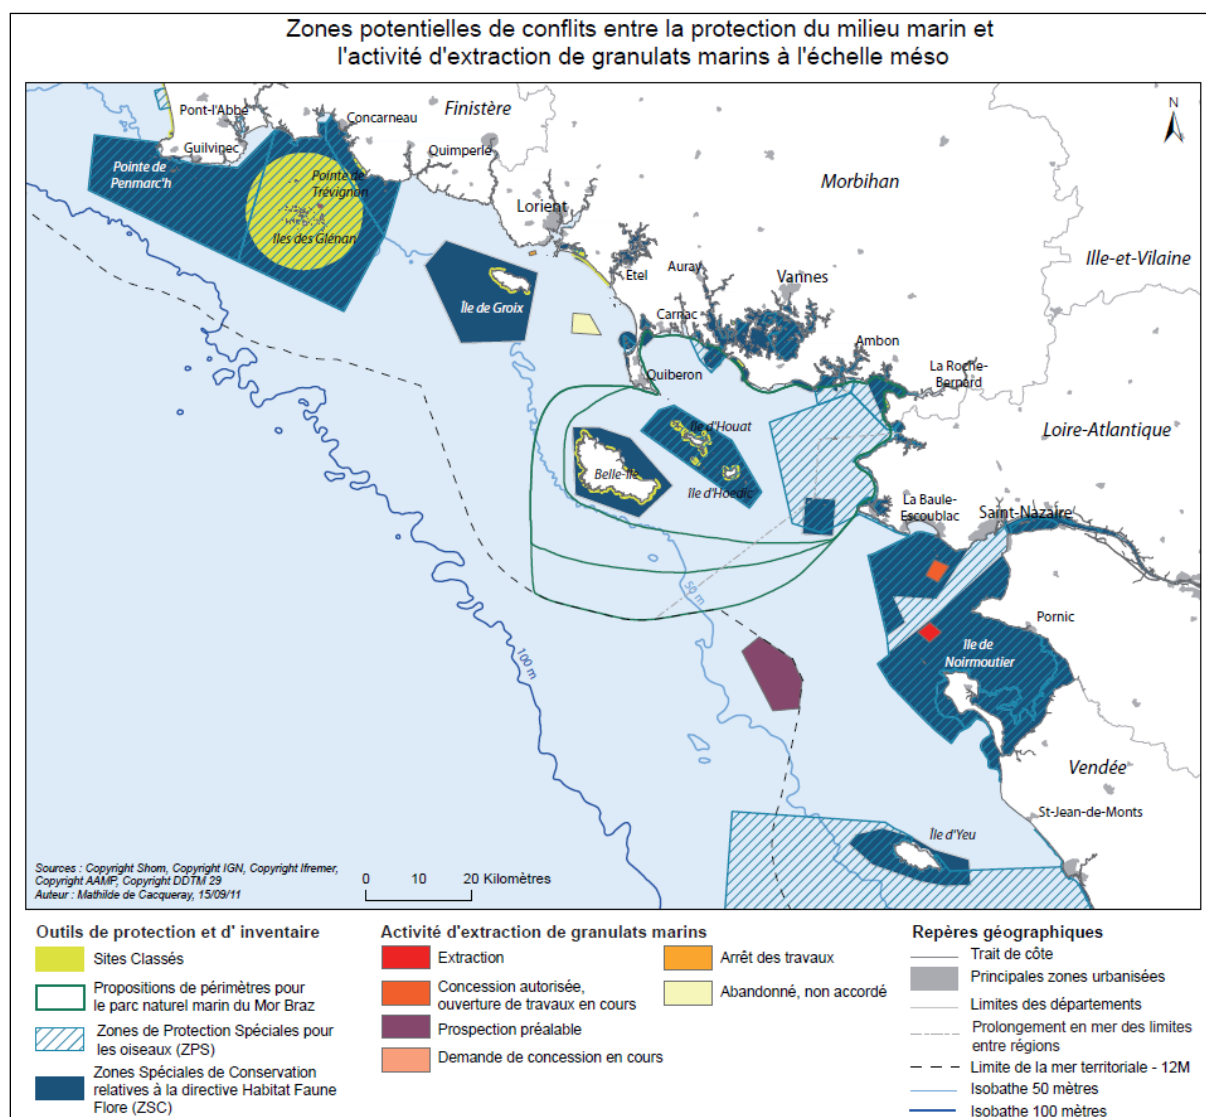 Zones potentielles de conflits entre la protection du milieu marin et
l'activité d'extraction de granulats marins à l'échelle méso
N
Pont-l'Abbé
Finistère
Concarneau
Guilvinec
Quimperlé
Pointe de
Penmarc'h
Pointe de
Trévignon
Iles des Glénan
Morbihan
Lorient
Ille-et-Vilaine
Etel
Auray
Vannes
Île de Groix
Carnac
Ambon
La Roche-
Bernard
Quiberon
Ile d'Houat
Loire-Atlantique
Belle-Ile
Ile d'Hoedic
La Baule-
Escoublac
Saint-Nazaire
50 m
Pornic
100 m
Ile de
Noirmoutier
Vendée
St-Jean-de-Monts
Île d'Yeu
Sources : Copyright Shom, Copyright IGN, Copyright Ifremer,
Copyright AAMP, Copyright DDTM 29
Auteur : Mathilde de Cacqueray, 15/09/11
0 10 20 Kilomètres
Outils de protection et d' inventaire
Sites Classés
Propositions de périmètres pour
le parc naturel marin du Mor Braz
Zones de Protection Spéciales pour
les oiseaux (ZPS)
Zones Spéciales de Conservation
relatives à la directive Habitat Faune
Flore (ZSC)
Activité d'extraction de granulats marins
Extraction
Concession autorisée,
ouverture de travaux en cours
Prospection préalable
Demande de concession en cours
Arrêt des travaux
Abandonné, non accordé
Repères géographiques
Trait de côte
Principales zones urbanisées
Limites des départements
Prolongement en mer des limites
entre régions
Limite de la mer territoriale - 12M
Isobathe 50 mètres
Isobathe 100 mètres